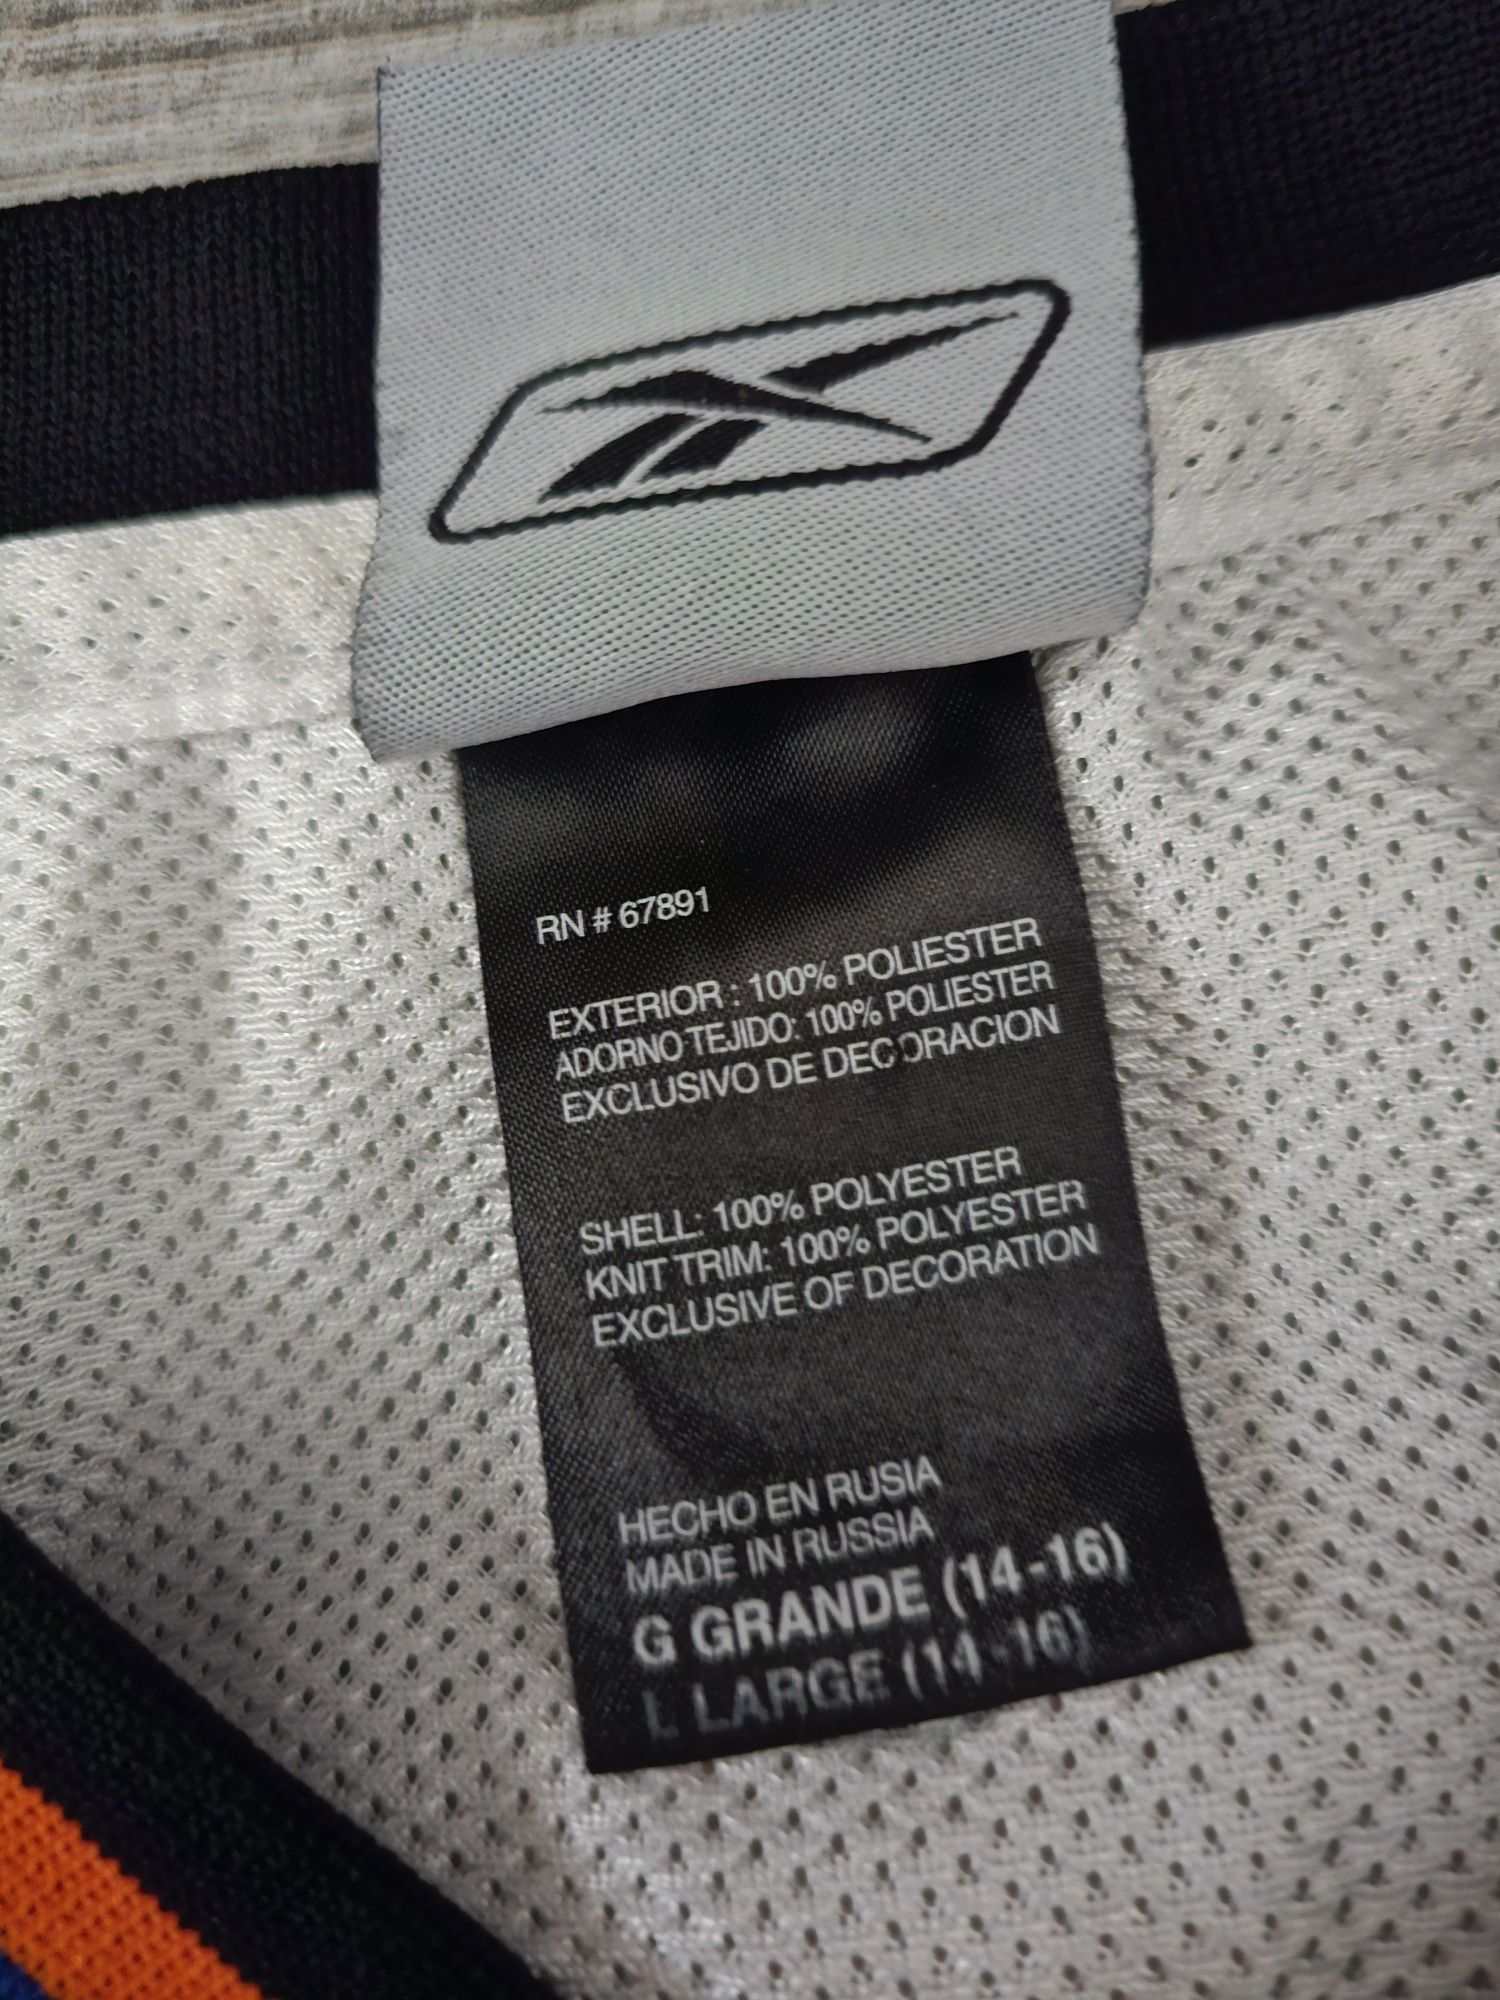 RN # 67891
EXTERIOR : 100% POLIESTER
ADORNO TEJIDO: 100% POLIESTER
EXCLUSIVO DE DECORACION
SHELL: 100% POLYESTER
KNIT TRIM: 100% POLYESTER
EXCLUSIVE OF DECORATION
HECHO EN RUSIA
MADE IN RUSSIA
G GRANDE (14-16)
L LARGE (14-16)